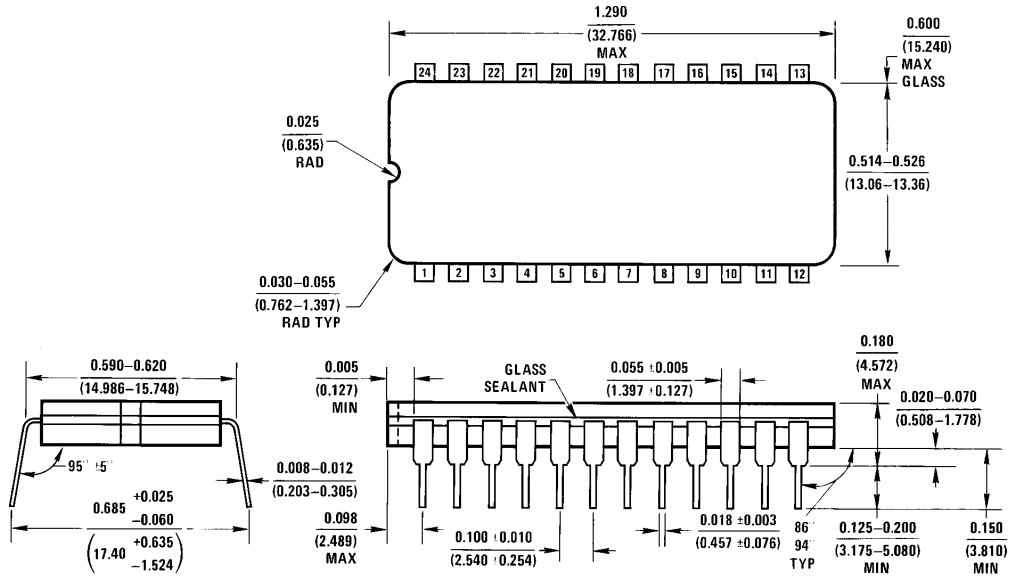 1.290
(32.766)
MAX
0.600
(15.240)
MAX
GLASS
24 23 22 21 20 19 18 17 16 15 14 13
0.025
(0.635)
RAD
0.514–0.526
(13.06–13.36)
1 2 3 4 5 6 7 8 9 10 11 12
0.030–0.055
(0.762–1.397)
RAD TYP
0.590–0.620
(14.986–15.748)
0.005
(0.127)
MIN
GLASS
SEALANT
0.055 ±0.005
(1.397 ±0.127)
0.180
(4.572)
MAX
0.020–0.070
(0.508–1.778)
95° ±5°
0.008–0.012
(0.203–0.305)
0.685 +0.025
−0.060
(17.40 +0.635
−1.524)
0.098
(2.489)
MAX
0.100 ±0.010
(2.540 ±0.254)
0.018 ±0.003
(0.457 ±0.076)
86°
94°
TYP
0.125–0.200
(3.175–5.080)
MIN
0.150
(3.810)
MIN